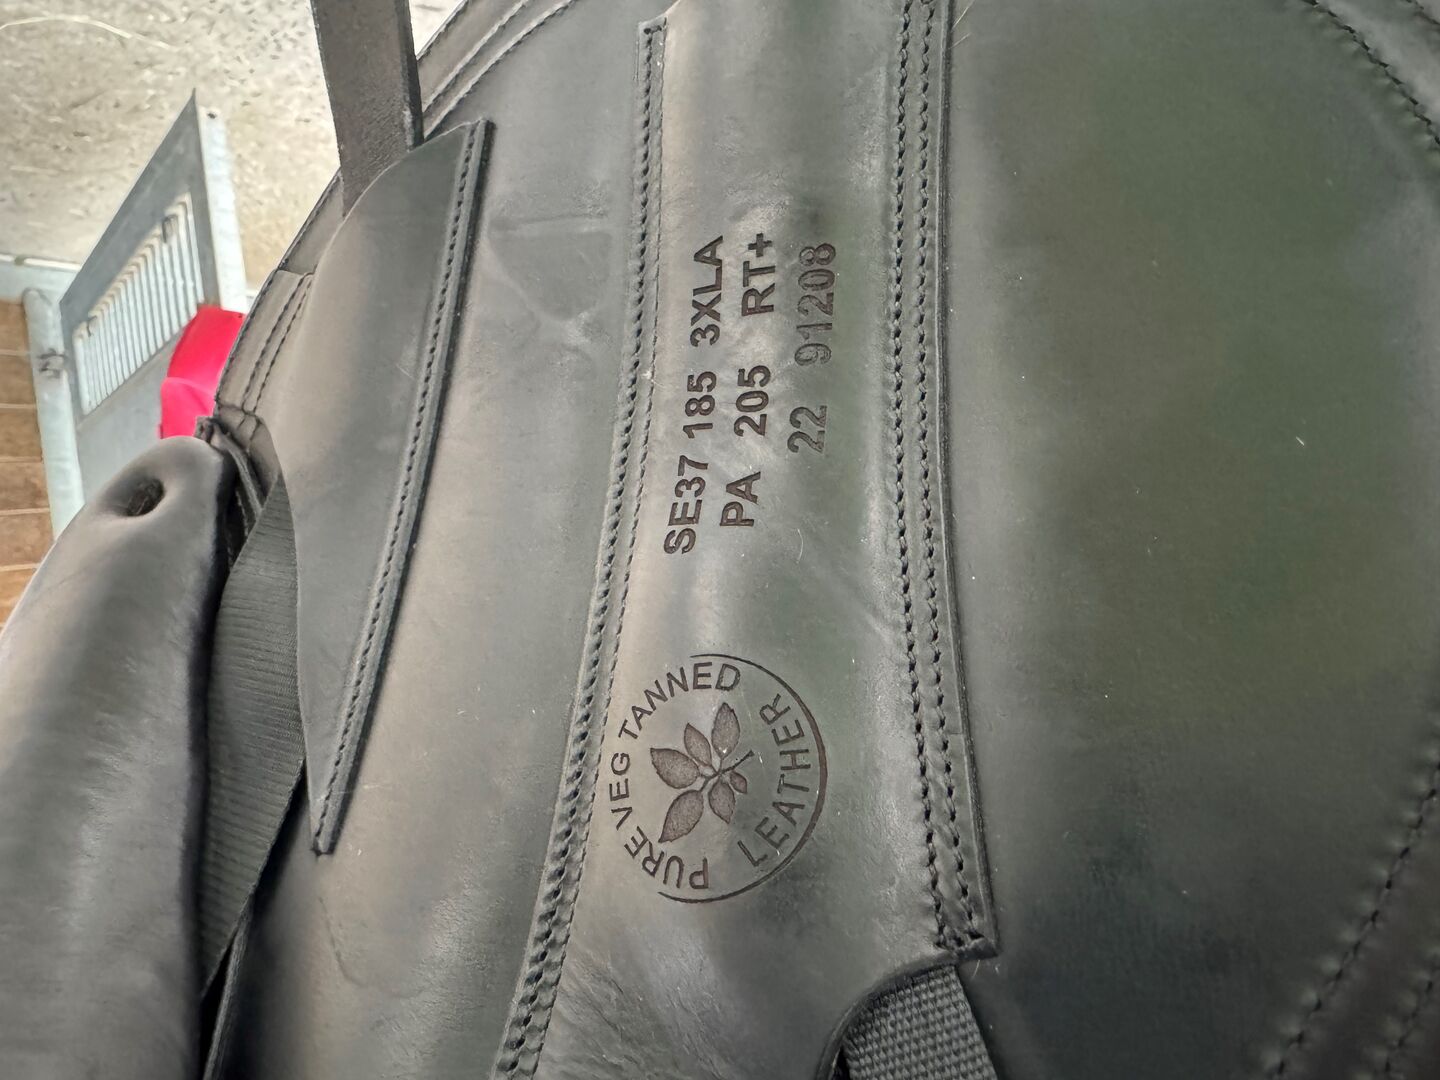 SE37 185 3XLA
PA 205 RT+
22 91208
PURE VEG TANNED
LEATHER